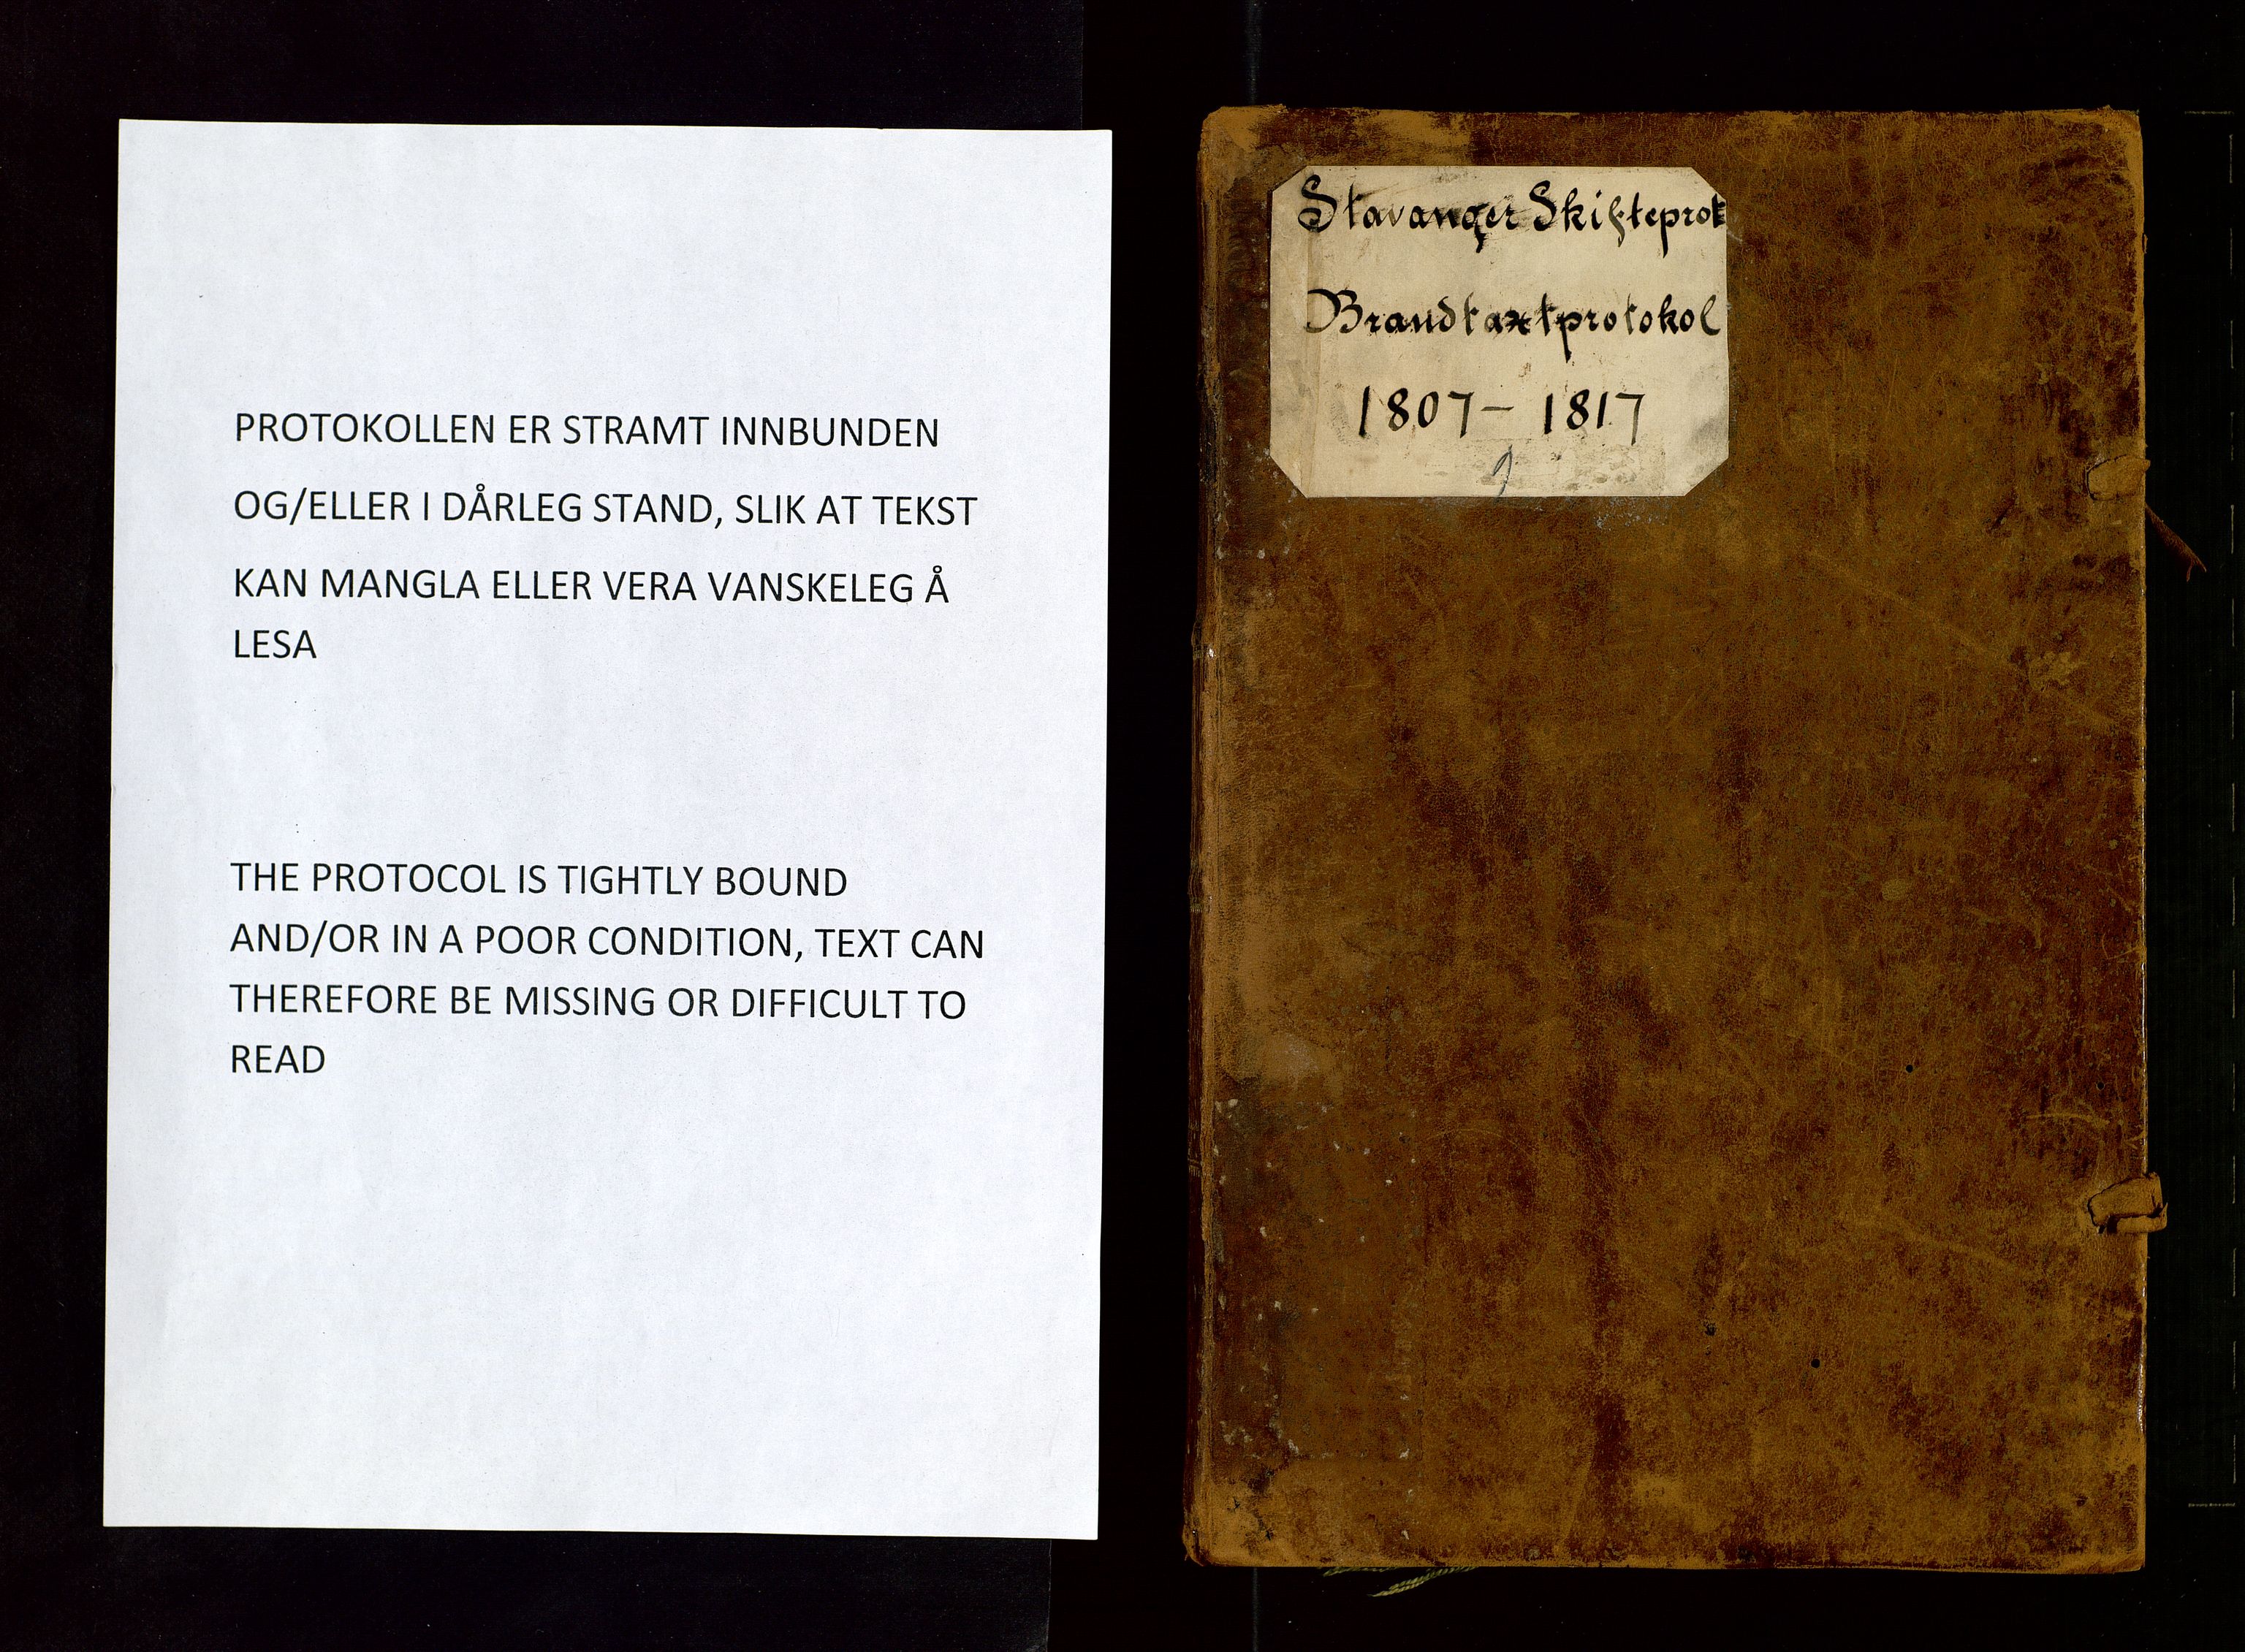 PROTOKOLLEN ER STRAMT INNBUNDEN
OG/ELLER I DÅRLEG STAND, SLIK AT TEKST
KAN MANGLA ELLER VERA VANSKELEG Å
LESA
THE PROTOCOL IS TIGHTLY BOUND
AND/OR IN A POOR CONDITION, TEXT CAN
THEREFORE BE MISSING OR DIFFICULT TO
READ
Stavanger Skifteprot
Brandtaxtprotokol
1807 - 1817